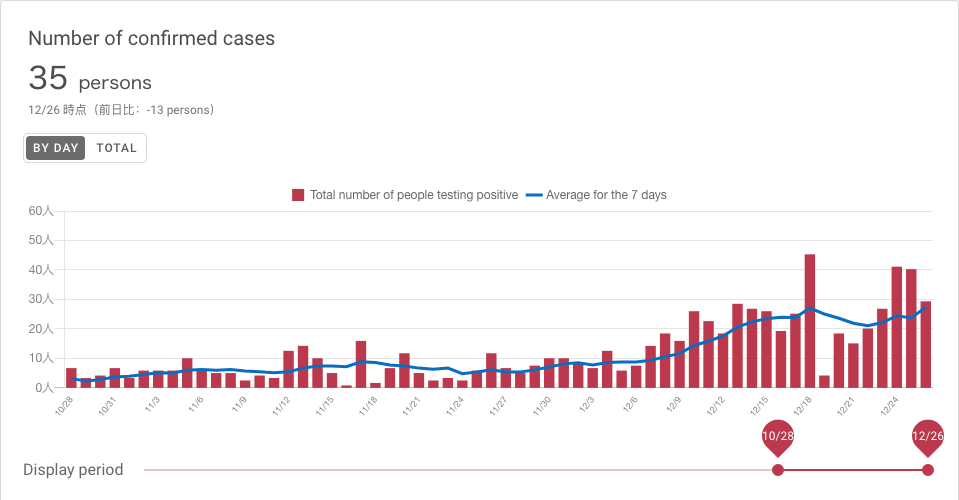 Number of confirmed cases
35 persons
12/26 時点（前日比：-13 persons）
BY DAY TOTAL
Total number of people testing positive Average for the 7 days
60人
50人
40人
30人
20人
10人
0人
10/28 10/31 11/3 11/6 11/9 11/12 11/15 11/18 11/21 11/24 11/27 11/30 12/3 12/6 12/9 12/12 12/15 12/18 12/21 12/24
10/28 12/26
Display period